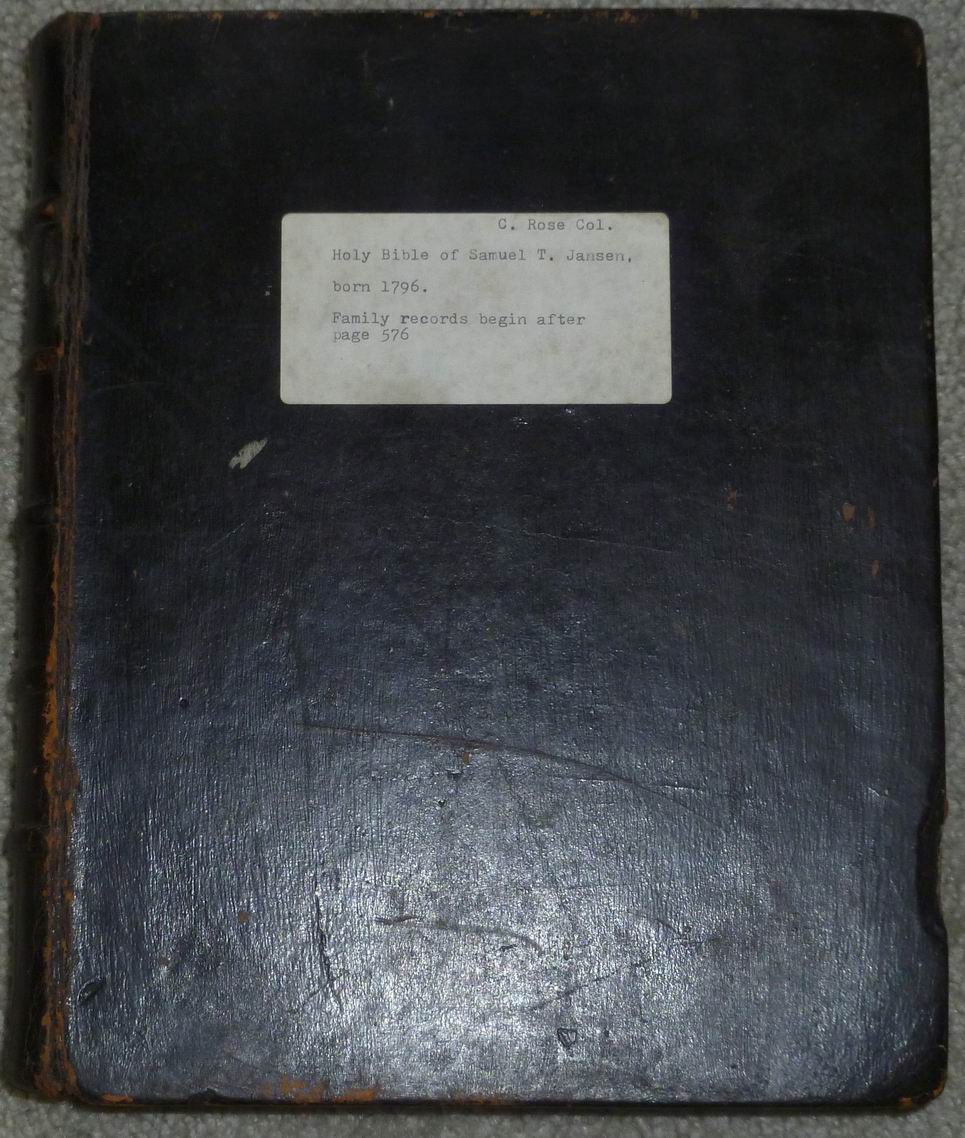 C. Rose Col.
Holy Bible of Samuel T. Jansen,
born 1796.
Family records begin after
page 576